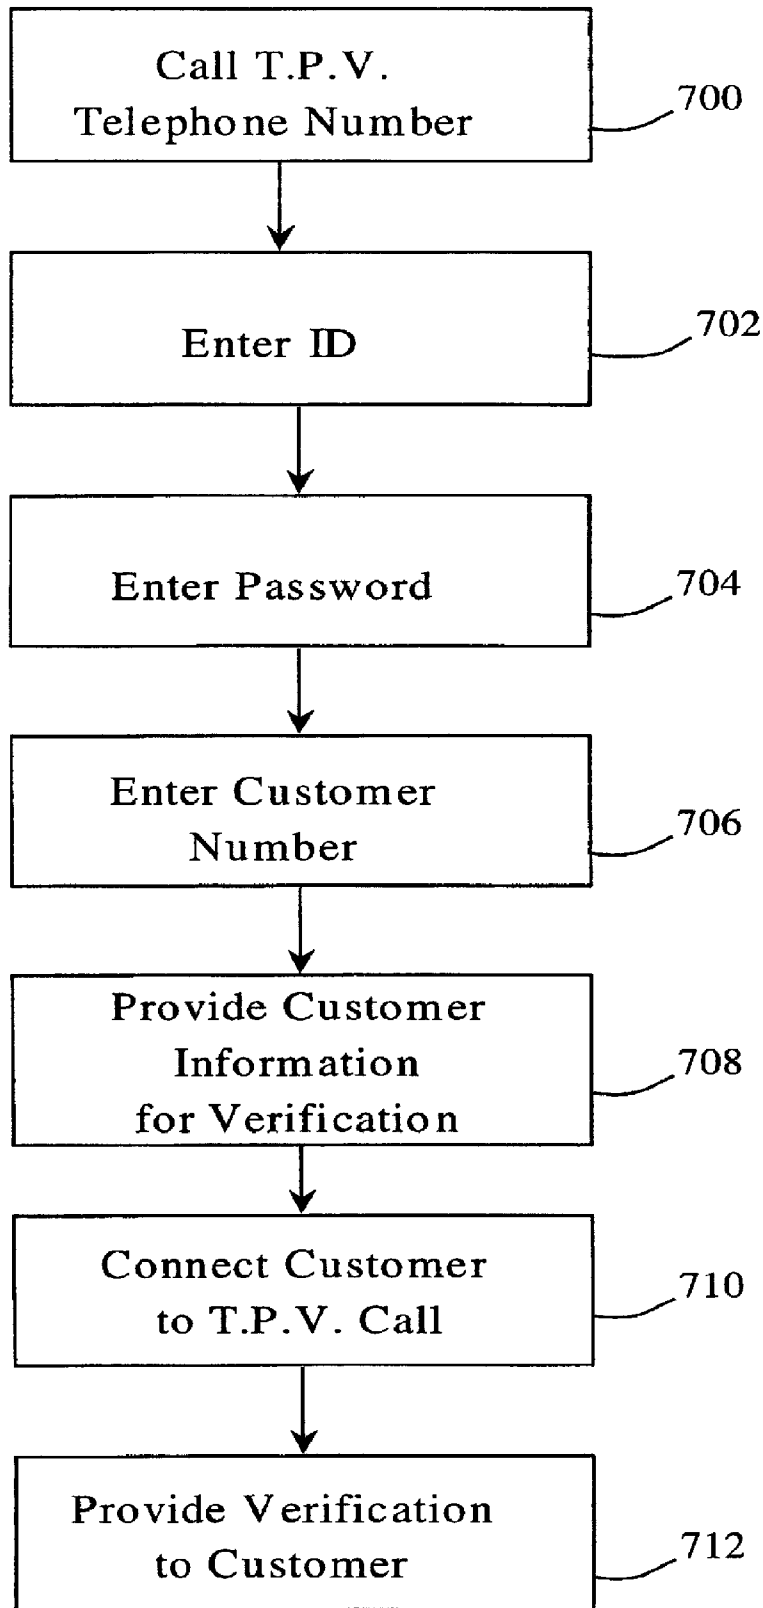 Call T.P.V.
Telephone Number
700
Enter ID
702
Enter Password
704
Enter Customer
Number
706
Provide Customer
Information
for Verification
708
Connect Customer
to T.P.V. Call
710
Provide Verification
to Customer
712